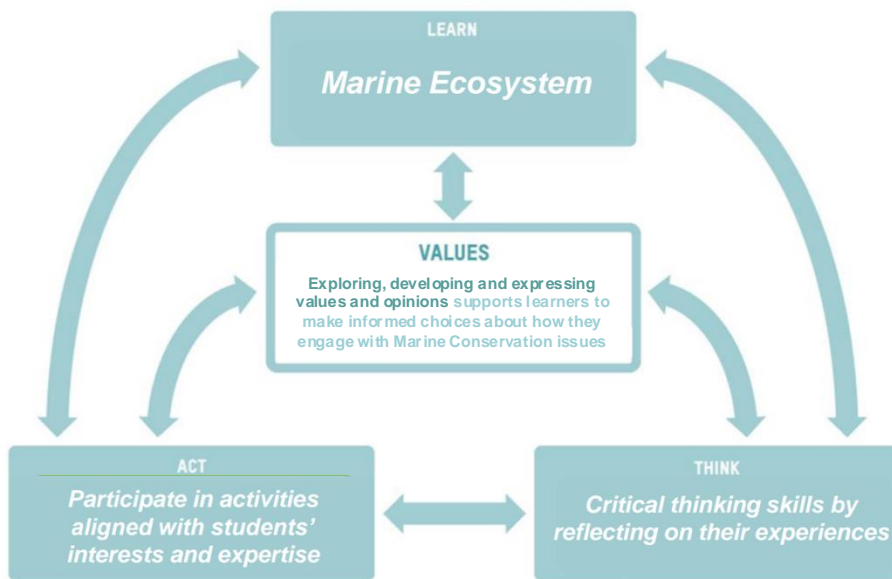 LEARN
Marine Ecosystem
VALUES
Exploring, developing and expressing
values and opinions supports learners to
make informed choices about how they
engage with Marine Conservation issues
ACT
Participate in activities
aligned with students’
interests and expertise
THINK
Critical thinking skills by
reflecting on their experiences